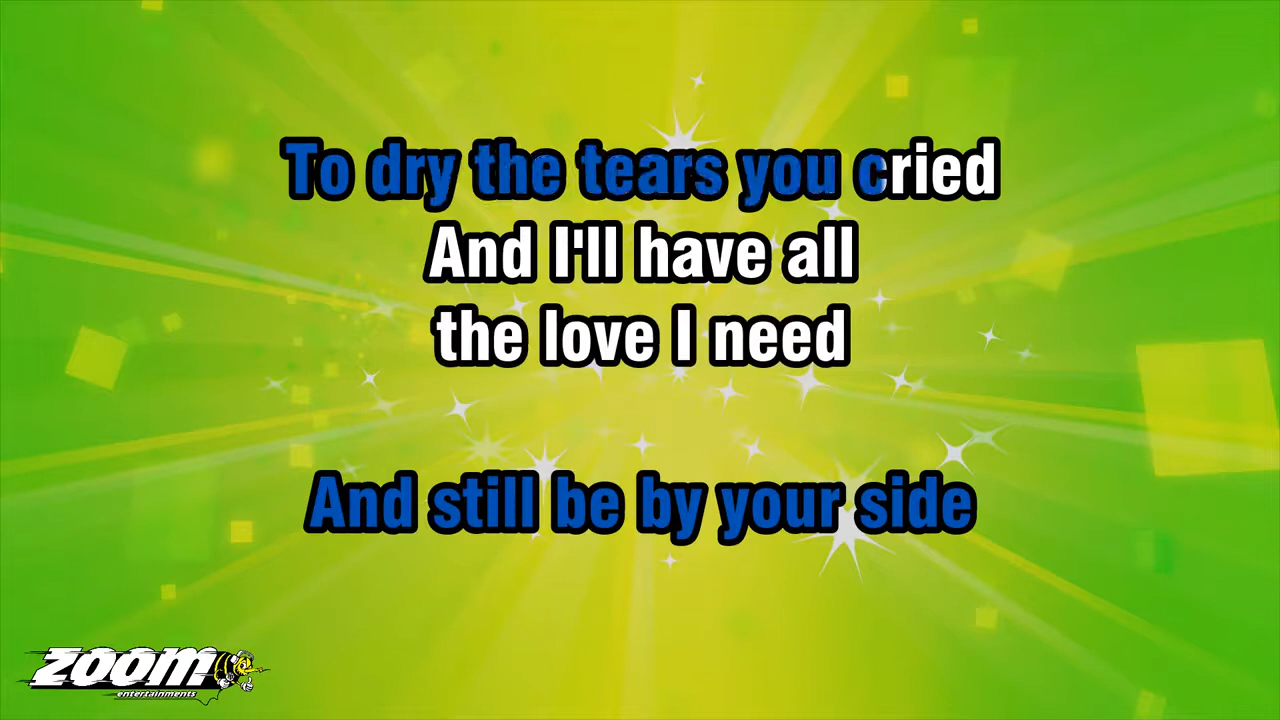 To dry the tears you cried
And I'll have all
the love I need
And still be by your side
ZOOM
entertainments